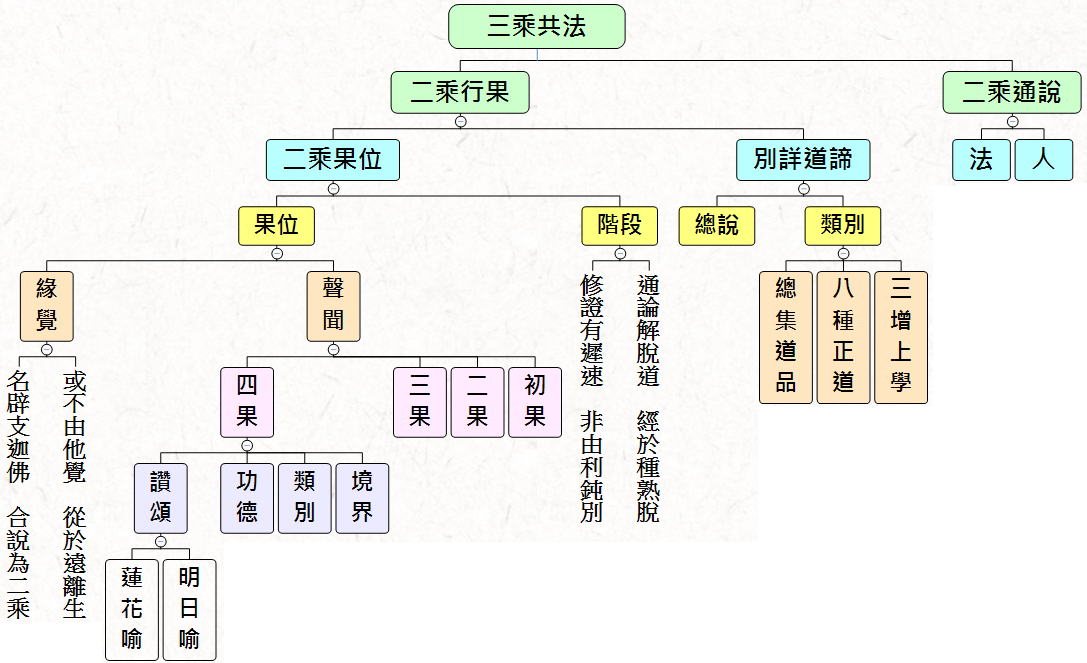 三乘共法
二乘行果
二乘通說
二乘果位
別詳道諦
法
人
果位
階段
總說
類別
緣覺
聲聞
通論解脫道 經於種熟脫
修證有遲速 非由利鈍別
總集道品
八種正道
三增上學
四果
三果
二果
初果
或不由他覺 從於遠離生
名辟支迦佛 合說為二乘
讚頌
功德
類別
境界
蓮花喻
明日喻